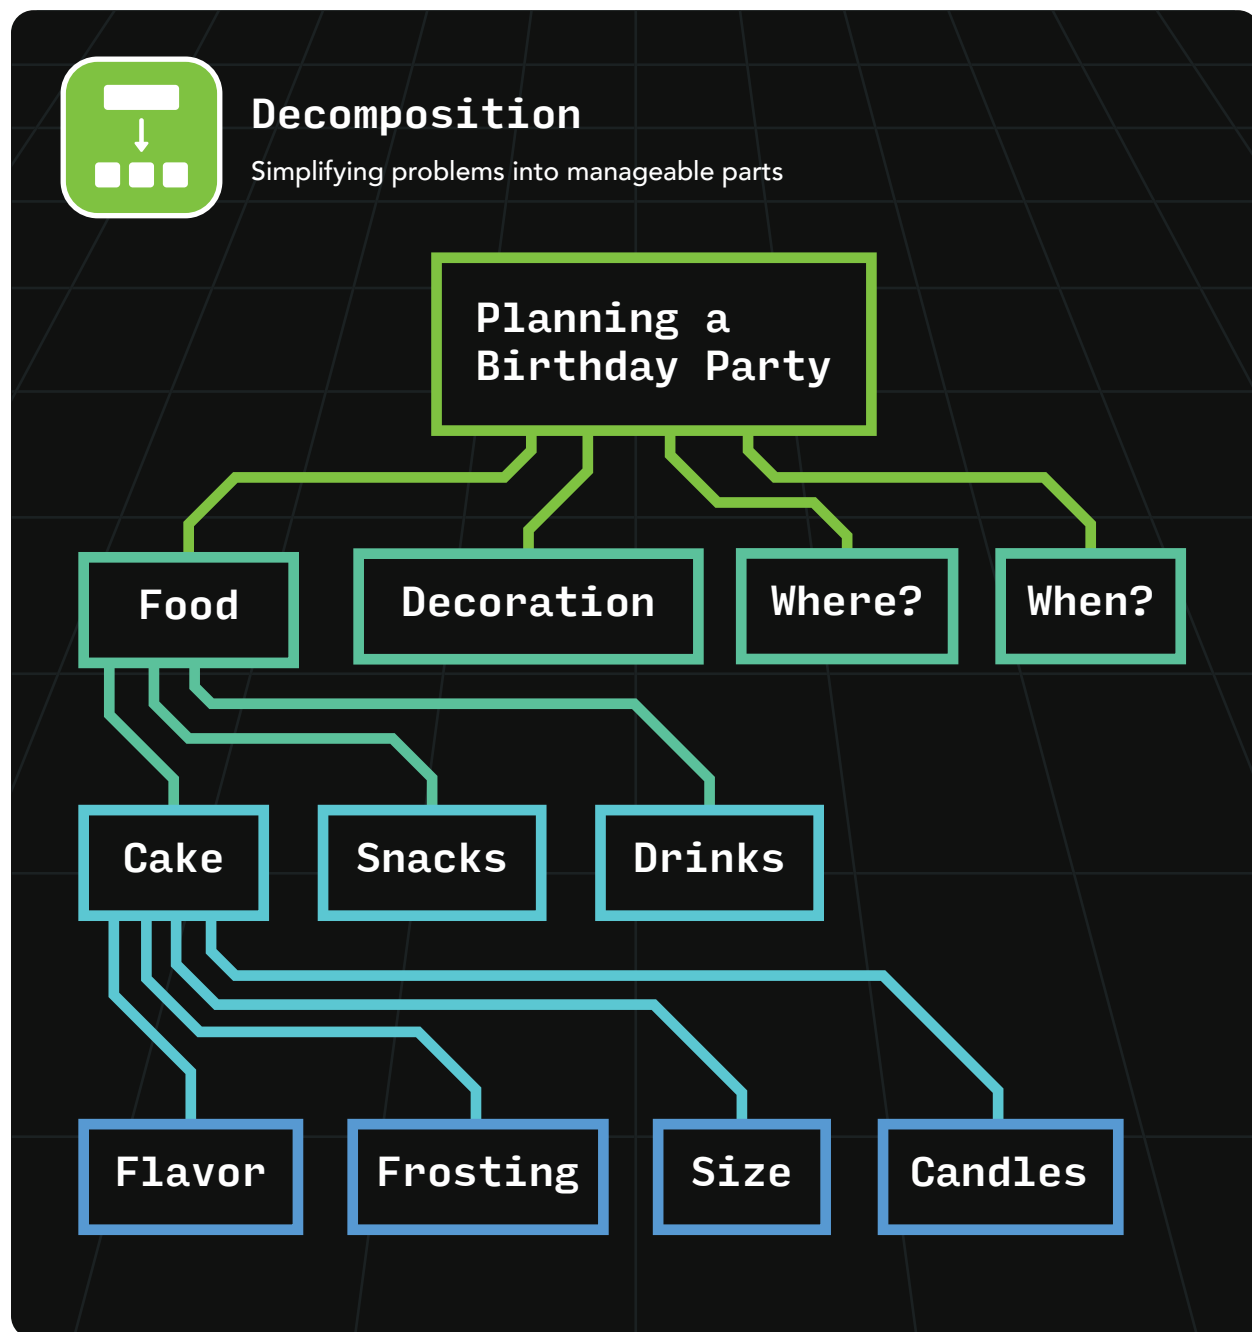 Decomposition
Simplifying problems into manageable parts
Planning a
Birthday Party
Food
Decoration
Where?
When?
Cake
Snacks
Drinks
Flavor
Frosting
Size
Candles